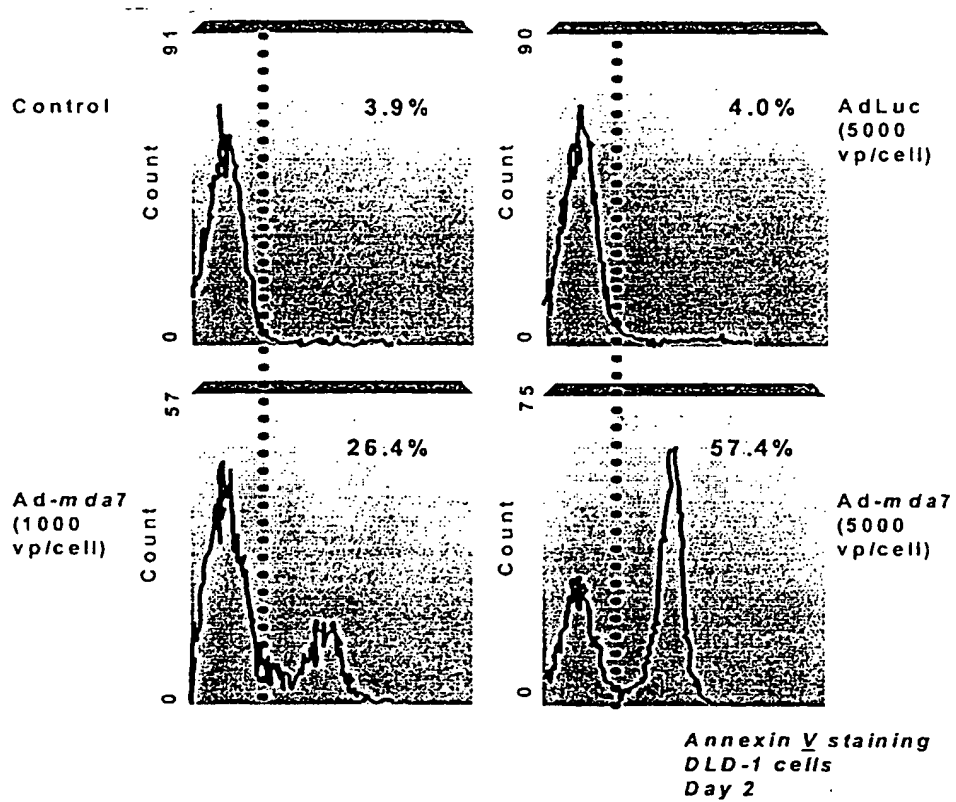 91
Control
3.9%
Count
0
90
4.0%
AdLuc
(5000
vp/cell)
Count
0
57
26.4%
Ad-mda7
(1000
vp/cell)
Count
0
75
57.4%
Ad-mda7
(5000
vp/cell)
Count
0
Annexin V staining
DLD-1 cells
Day 2